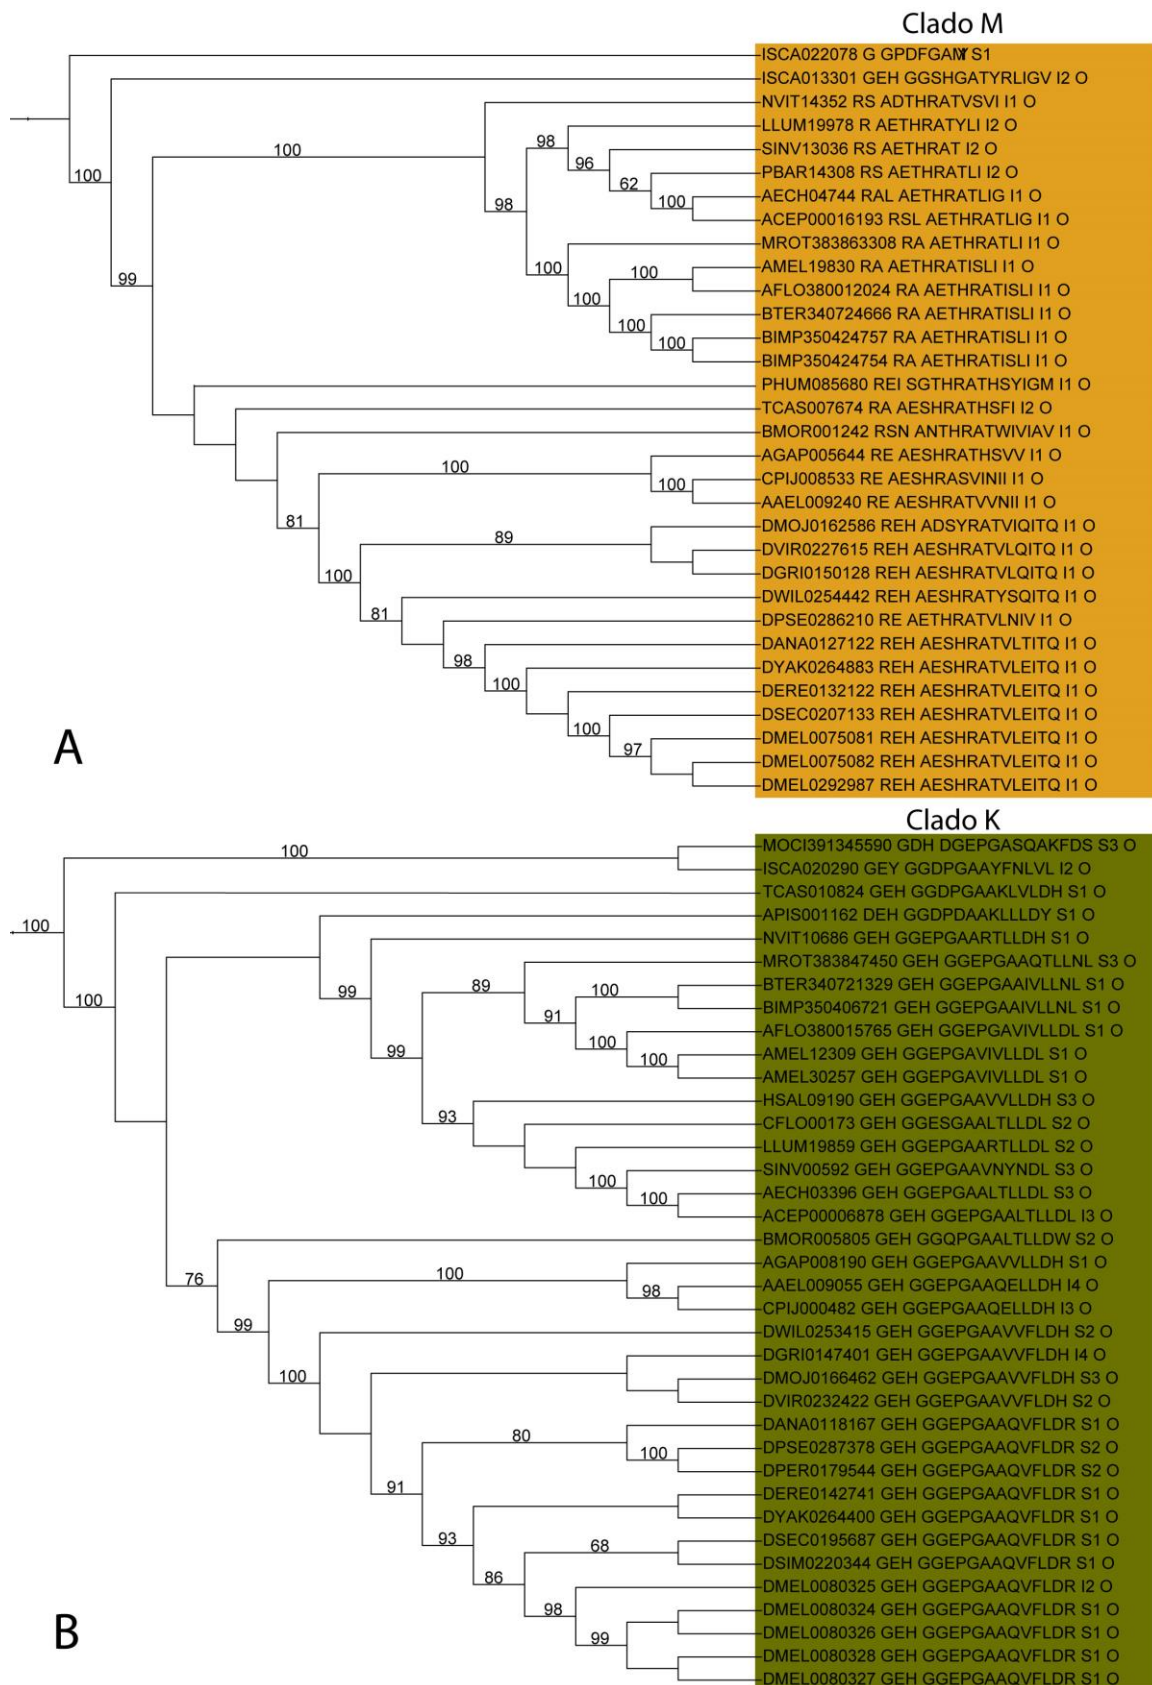 Clado M
ISCA022078 G GPDFGAM S1
ISCA013301 GEH GGSHGATYRLIGV I2 O
NVIT14352 RS ADTHRATVSVI I1 O
LLUM19978 R AETHRATYLI I2 O
98
SINV13036 RS AETHRAT I2 O
100
96
PBAR14308 RS AETHRATLI I2 O
100
62
AECH04744 RAL AETHRATLIG I1 O
98
100
ACEP00016193 RSL AETHRATLIG I1 O
MROT383863308 RA AETHRATLI I1 O
99
100
100
AMEL19830 RA AETHRATISLI I1 O
AFLO380012024 RA AETHRATISLI I1 O
100
BTER340724666 RA AETHRATISLI I1 O
100
BIMP350424757 RA AETHRATISLI I1 O
100
BIMP350424754 RA AETHRATISLI I1 O
PHUM085680 REI SGTHRATHSYIGM I1 O
TCAS007674 RA AESHRATHSFI I2 O
BMOR001242 RSN ANTHRATWIVIAV I1 O
AGAP005644 RE AESHRATHSVV I1 O
100
CPIJ008533 RE AESHRASVINII I1 O
100
AAEL009240 RE AESHRATVVNII I1 O
81
DMOJ0162586 REH ADSYRATVIQITQ I1 O
89
DVIR0227615 REH AESHRATVLQITQ I1 O
100
DGRI0150128 REH AESHRATVLQITQ I1 O
DWIL0254442 REH AESHRATYSQITQ I1 O
81
DPSE0286210 RE AETHRATVLNIV I1 O
DANA0127122 REH AESHRATVLTITQ I1 O
98
DYAK0264883 REH AESHRATVLEITQ I1 O
100
DERE0132122 REH AESHRATVLEITQ I1 O
DSEC0207133 REH AESHRATVLEITQ I1 O
100
DMEL0075081 REH AESHRATVLEITQ I1 O
97
DMEL0075082 REH AESHRATVLEITQ I1 O
DMEL0292987 REH AESHRATVLEITQ I1 O
A
Clado K
MOCI391345590 GDH DGEPGASQAKFDS S3 O
100
ISCA020290 GEY GGDPGAAYFNLVL I2 O
TCAS010824 GEH GGDPGAAKLVLDH S1 O
APIS001162 DEH GGDPDAAKLLLDY S1 O
100
NVIT10686 GEH GGEPGAARTLLDH S1 O
MROT383847450 GEH GGEPGAAQTLLNL S3 O
BTER340721329 GEH GGEPGAAIVLLNL S1 O
89
100
99
100
BIMP350406721 GEH GGEPGAAIVLLNL S1 O
91
AFLO380015765 GEH GGEPGAVIVLLDL S1 O
100
99
AMEL12309 GEH GGEPGAVIVLLDL S1 O
100
AMEL30257 GEH GGEPGAVIVLLDL S1 O
HSAL09190 GEH GGEPGAAVVLLDH S3 O
93
CFLO00173 GEH GGESGAALTLLDL S2 O
LLUM19859 GEH GGEPGAARTLLDL S2 O
SINV00592 GEH GGEPGAAVNYNDL S3 O
100
AECH03396 GEH GGEPGAALTLLDL S3 O
100
ACEP00006878 GEH GGEPGAALTLLDL I3 O
BMOR005805 GEH GGQPGAALTLLDW S2 O
AGAP008190 GEH GGEPGAAVVLLDH S1 O
76
100
AAEL009055 GEH GGEPGAAQELLDH I4 O
98
CPIJ000482 GEH GGEPGAAQELLDH I3 O
99
DWIL0253415 GEH GGEPGAAVVFLDH S2 O
DGRI0147401 GEH GGEPGAAVVFLDH I4 O
100
DMOJ0166462 GEH GGEPGAAVVFLDH S3 O
DVIR0232422 GEH GGEPGAAVVFLDH S2 O
DANA0118167 GEH GGEPGAAQVFLDR S1 O
80
DPSE0287378 GEH GGEPGAAQVFLDR S2 O
100
DPER0179544 GEH GGEPGAAQVFLDR S2 O
91
DERE0142741 GEH GGEPGAAQVFLDR S1 O
DYAK0264400 GEH GGEPGAAQVFLDR S1 O
93
DSEC0195687 GEH GGEPGAAQVFLDR S1 O
68
DSIM0220344 GEH GGEPGAAQVFLDR S1 O
86
DMEL0080325 GEH GGEPGAAQVFLDR I2 O
98
DMEL0080324 GEH GGEPGAAQVFLDR S1 O
DMEL0080326 GEH GGEPGAAQVFLDR S1 O
99
DMEL0080328 GEH GGEPGAAQVFLDR S1 O
DMEL0080327 GEH GGEPGAAQVFLDR S1 O
B